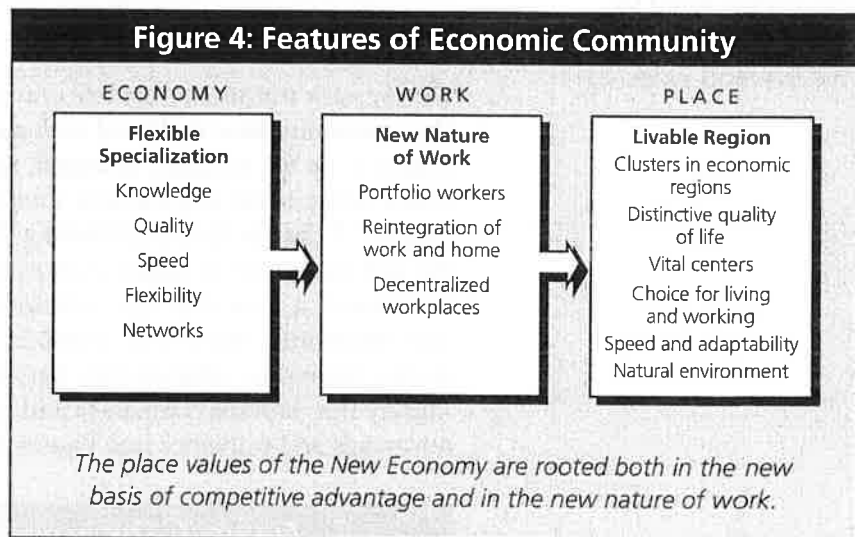 Figure 4: Features of Economic Community
ECONOMY
Flexible
Specialization
Knowledge
Quality
Speed
Flexibility
Networks
WORK
New Nature
of Work
Portfolio workers
Reintegration of
work and home
Decentralized
workplaces
PLACE
Livable Region
Clusters in economic
regions
Distinctive quality
of life
Vital centers
Choice for living
and working
Speed and adaptability
Natural environment
The place values of the New Economy are rooted both in the new
basis of competitive advantage and in the new nature of work.